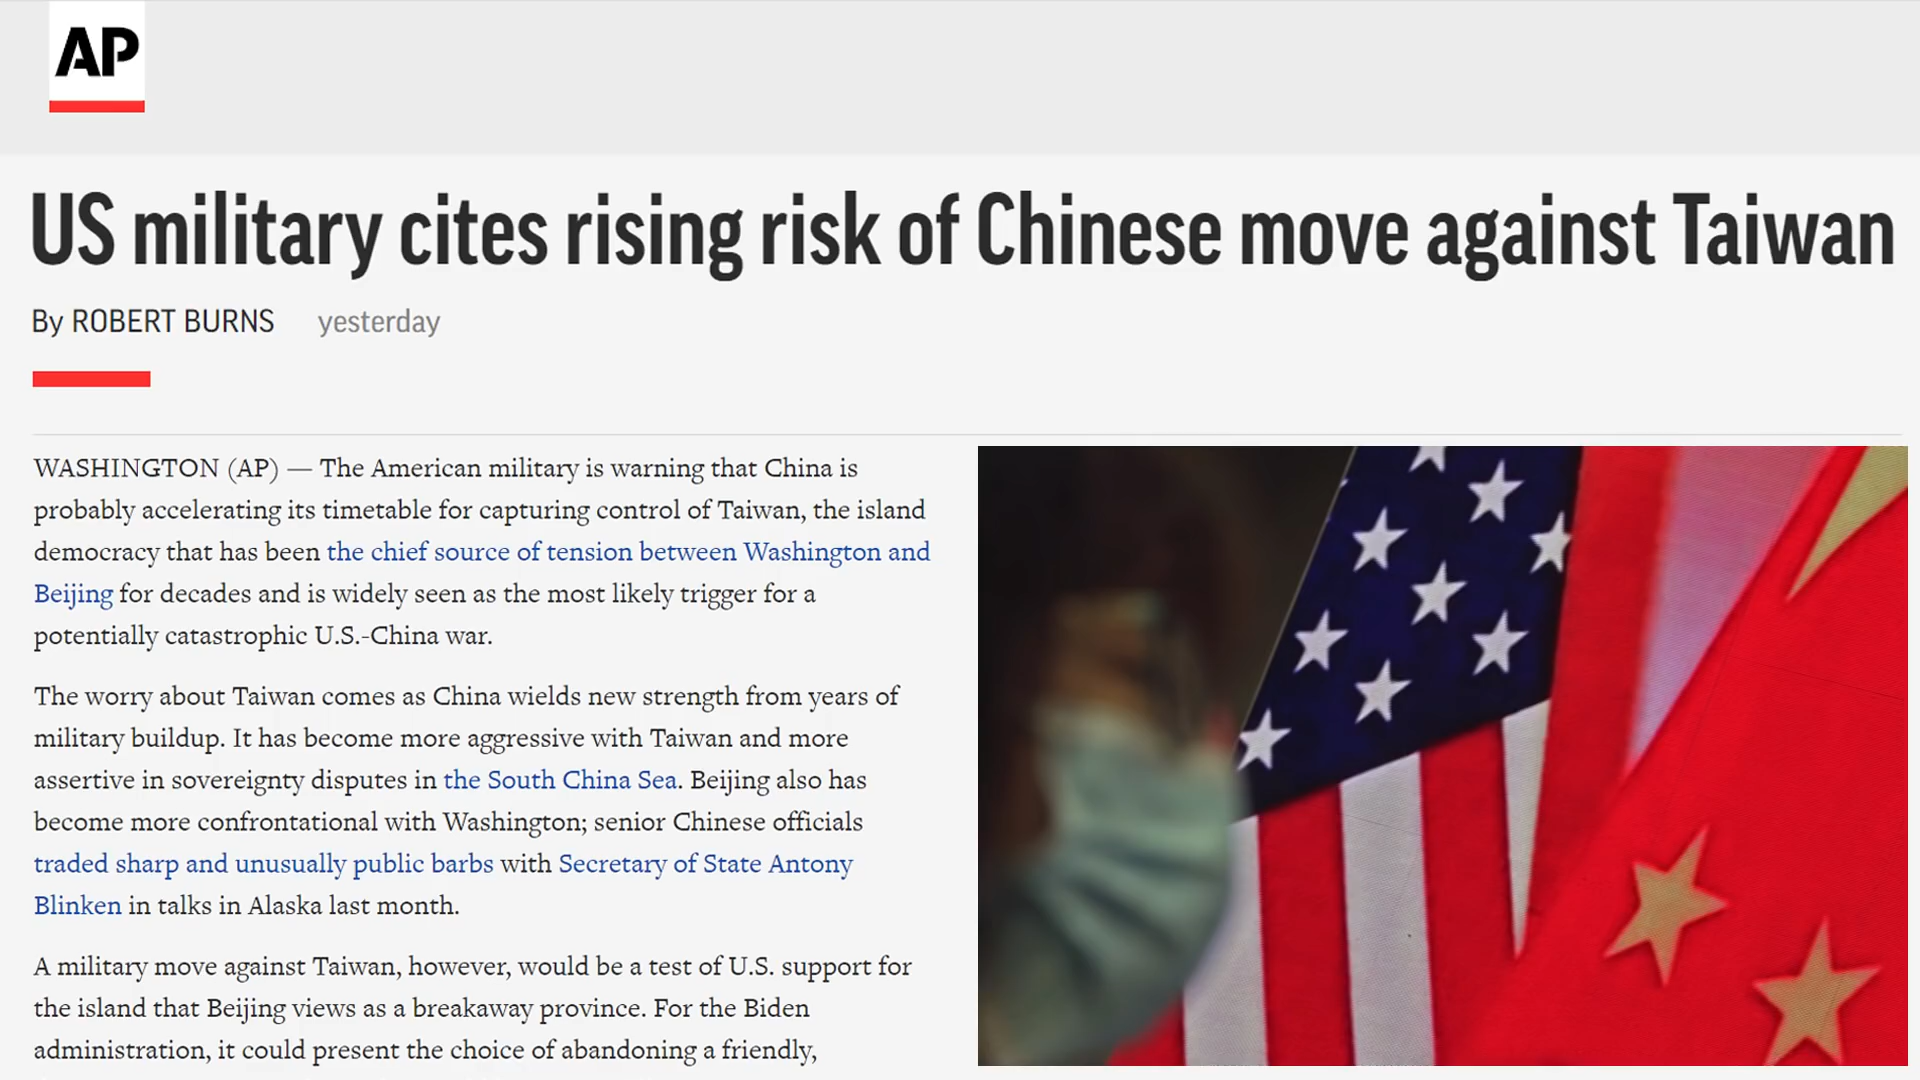 AP
US military cites rising risk of Chinese move against Taiwan
By ROBERT BURNS yesterday
WASHINGTON (AP) — The American military is warning that China is
probably accelerating its timetable for capturing control of Taiwan, the island
democracy that has been the chief source of tension between Washington and
Beijing for decades and is widely seen as the most likely trigger for a
potentially catastrophic U.S.-China war.
The worry about Taiwan comes as China wields new strength from years of
military buildup. It has become more aggressive with Taiwan and more
assertive in sovereignty disputes in the South China Sea. Beijing also has
become more confrontational with Washington; senior Chinese officials
traded sharp and unusually public barbs with Secretary of State Antony
Blinken in talks in Alaska last month.
A military move against Taiwan, however, would be a test of U.S. support for
the island that Beijing views as a breakaway province. For the Biden
administration, it could present the choice of abandoning a friendly,